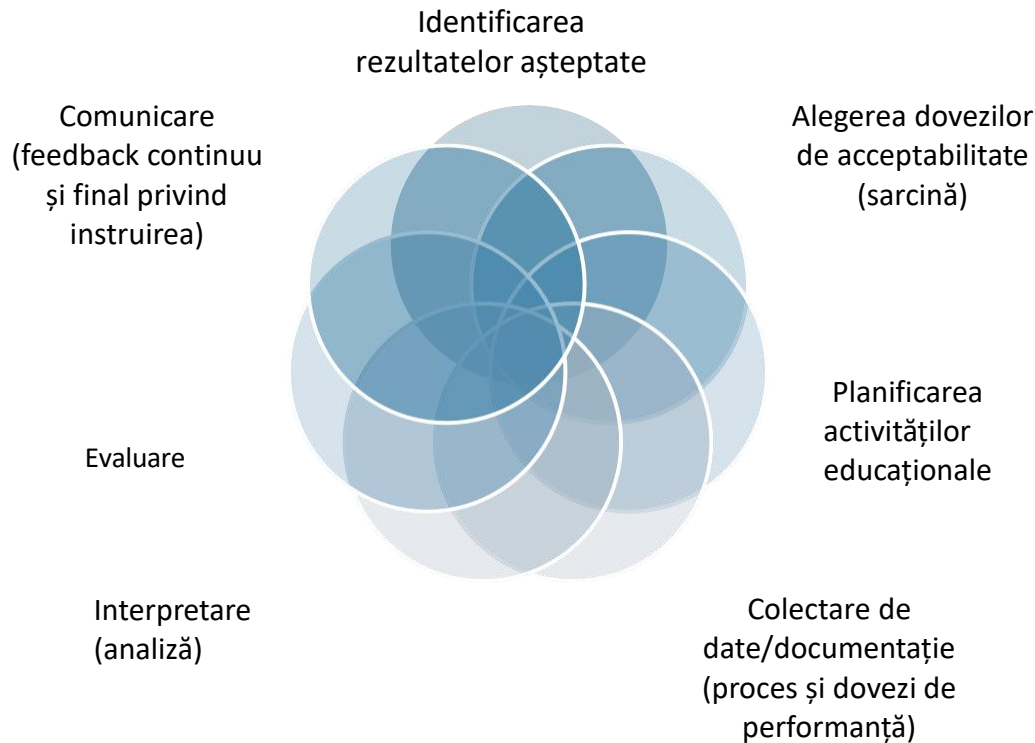 Identificarea
rezultatelor așteptate
Alegerea dovezilor
de acceptabilitate
(sarcină)
Planificarea
activităților
educaționale
Colectare de
date/documentație
(proces și dovezi de
performanță)
Interpretare
(analiză)
Evaluare
Comunicare
(feedback continuu
și final privind
instruirea)